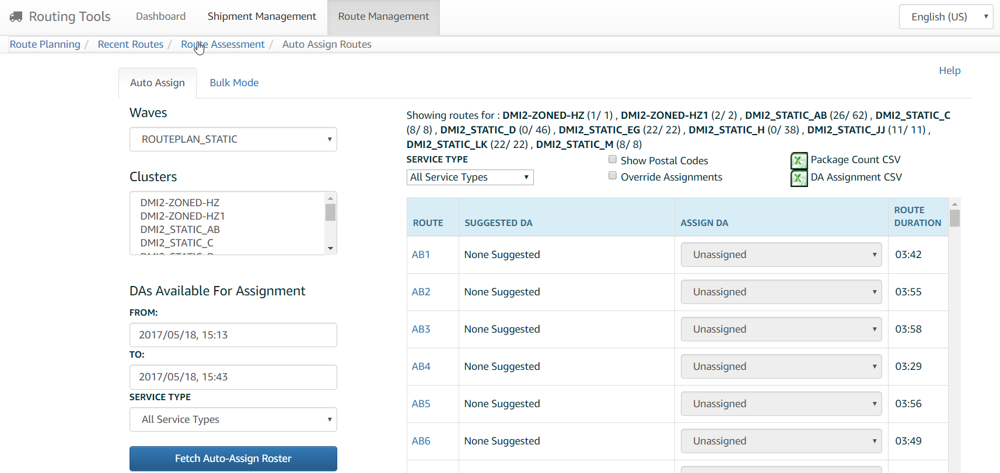 Routing Tools Dashboard Shipment Management Route Management English (US)
Route Planning / Recent Routes / Route Assessment / Auto Assign Routes
Help
Auto Assign Bulk Mode
Waves
ROUTEPLAN_STATIC
Clusters
DMI2-ZONED-HZ
DMI2-ZONED-HZ1
DMI2_STATIC_AB
DMI2_STATIC_C
DAs Available For Assignment
FROM:
2017/05/18, 15:13
TO:
2017/05/18, 15:43
SERVICE TYPE
All Service Types
Fetch Auto-Assign Roster
Showing routes for : DMI2-ZONED-HZ (1/ 1) , DMI2-ZONED-HZ1 (2/ 2) , DMI2_STATIC_AB (26/ 62) , DMI2_STATIC_C
(8/ 8) , DMI2_STATIC_D (0/ 46) , DMI2_STATIC_EG (22/ 22) , DMI2_STATIC_H (0/ 38) , DMI2_STATIC_JJ (11/ 11) ,
DMI2_STATIC_LK (22/ 22) , DMI2_STATIC_M (8/ 8)
SERVICE TYPE
All Service Types
Show Postal Codes
Override Assignments
Package Count CSV
DA Assignment CSV
ROUTE SUGGESTED DA ASSIGN DA ROUTE DURATION
AB1 None Suggested Unassigned 03:42
AB2 None Suggested Unassigned 03:55
AB3 None Suggested Unassigned 03:58
AB4 None Suggested Unassigned 03:29
AB5 None Suggested Unassigned 03:56
AB6 None Suggested Unassigned 03:49